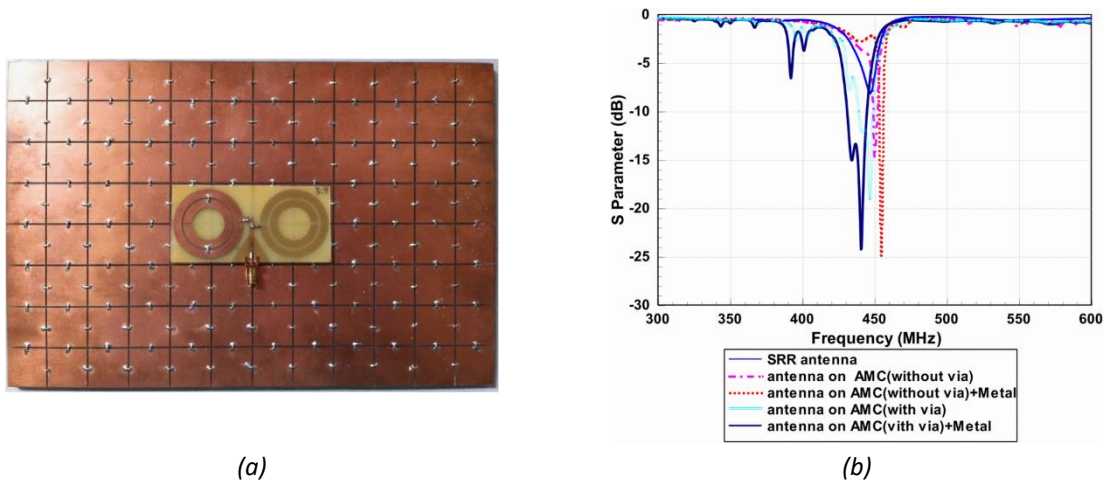 0
-5
-10
-15
-20
-25
-30
S Parameter (dB)
300 350 400 450 500 550 600
Frequency (MHz)
SRR antenna
antenna on AMC(without via)
antenna on AMC(without via)+Metal
antenna on AMC(with via)
antenna on AMC(vith via)+Metal
(a) (b)